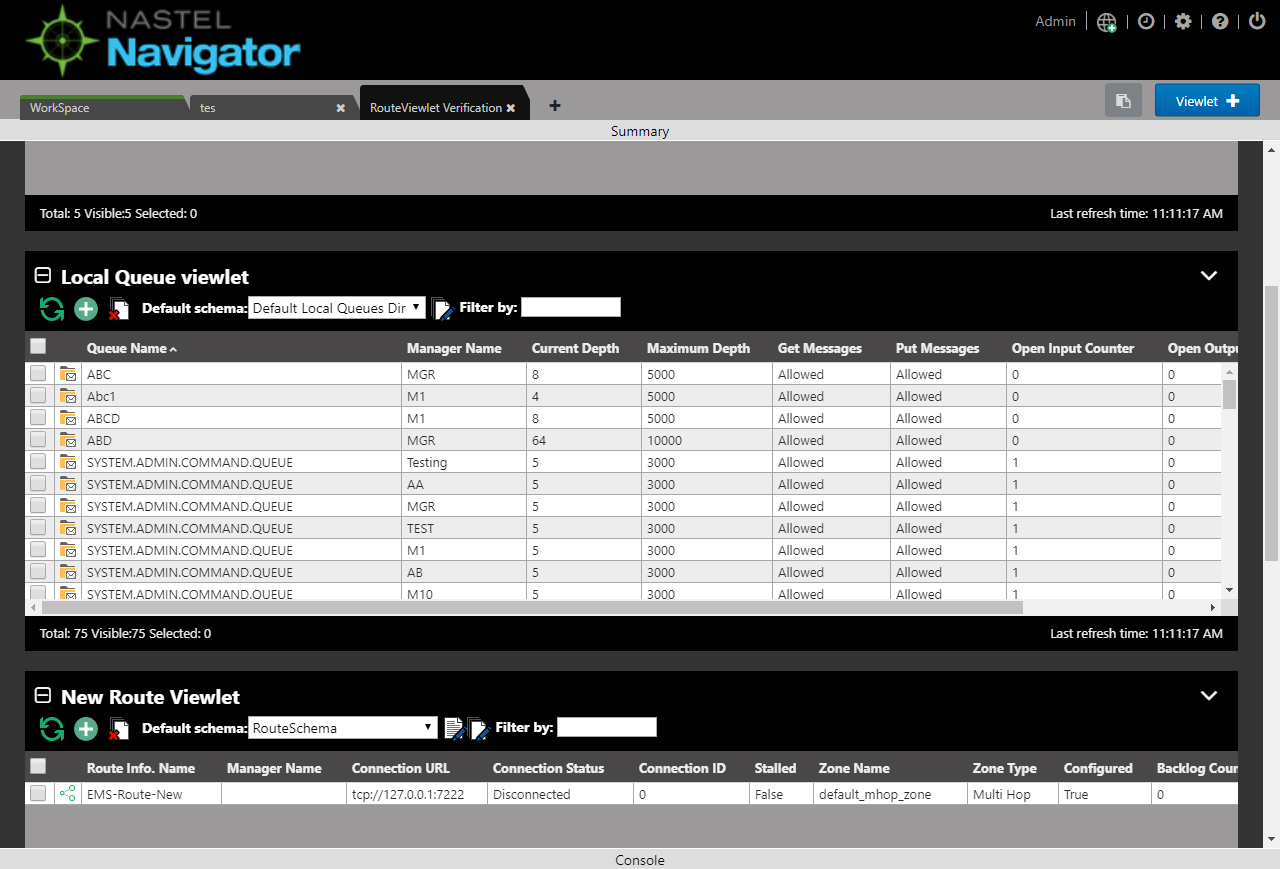 NASTEL
Navigator
Admin
WorkSpace
tes
RouteViewlet Verification
Viewlet
Summary
Total: 5 Visible:5 Selected: 0 Last refresh time: 11:11:17 AM
Local Queue viewlet
Default schema: Default Local Queues Dir Filter by:
Queue Name Manager Name Current Depth Maximum Depth Get Messages Put Messages Open Input Counter Open Outpu
ABC MGR 8 5000 Allowed Allowed 0 0
Abc1 M1 4 5000 Allowed Allowed 0 0
ABCD M1 8 5000 Allowed Allowed 0 0
ABD MGR 64 10000 Allowed Allowed 0 0
SYSTEM.ADMIN.COMMAND.QUEUE Testing 5 3000 Allowed Allowed 1 0
SYSTEM.ADMIN.COMMAND.QUEUE AA 5 3000 Allowed Allowed 1 0
SYSTEM.ADMIN.COMMAND.QUEUE MGR 5 3000 Allowed Allowed 1 0
SYSTEM.ADMIN.COMMAND.QUEUE TEST 5 3000 Allowed Allowed 1 0
SYSTEM.ADMIN.COMMAND.QUEUE M1 5 3000 Allowed Allowed 1 0
SYSTEM.ADMIN.COMMAND.QUEUE AB 5 3000 Allowed Allowed 1 0
SYSTEM.ADMIN.COMMAND.QUEUE M10 5 3000 Allowed Allowed 1 0
Total: 75 Visible:75 Selected: 0 Last refresh time: 11:11:17 AM
New Route Viewlet
Default schema: RouteSchema Filter by:
Route Info. Name Manager Name Connection URL Connection Status Connection ID Stalled Zone Name Zone Type Configured Backlog Coun
EMS-Route-New tcp://127.0.0.1:7222 Disconnected 0 False default_mhop_zone Multi Hop True 0
Console